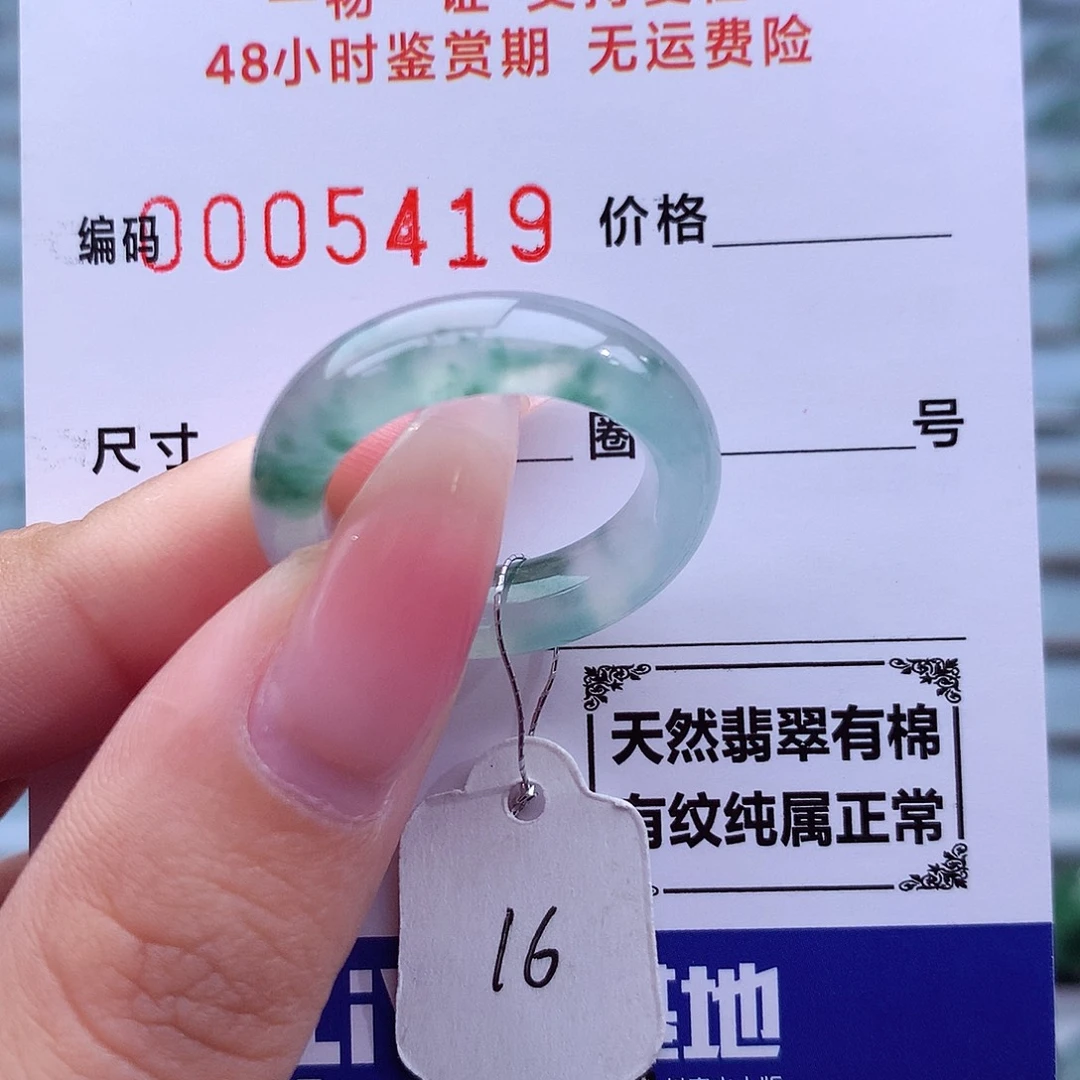 48小时鉴赏期 无运费险
编码0005419 价格
尺寸 圈 号
天然翡翠有棉
有纹纯属正常
16
基地